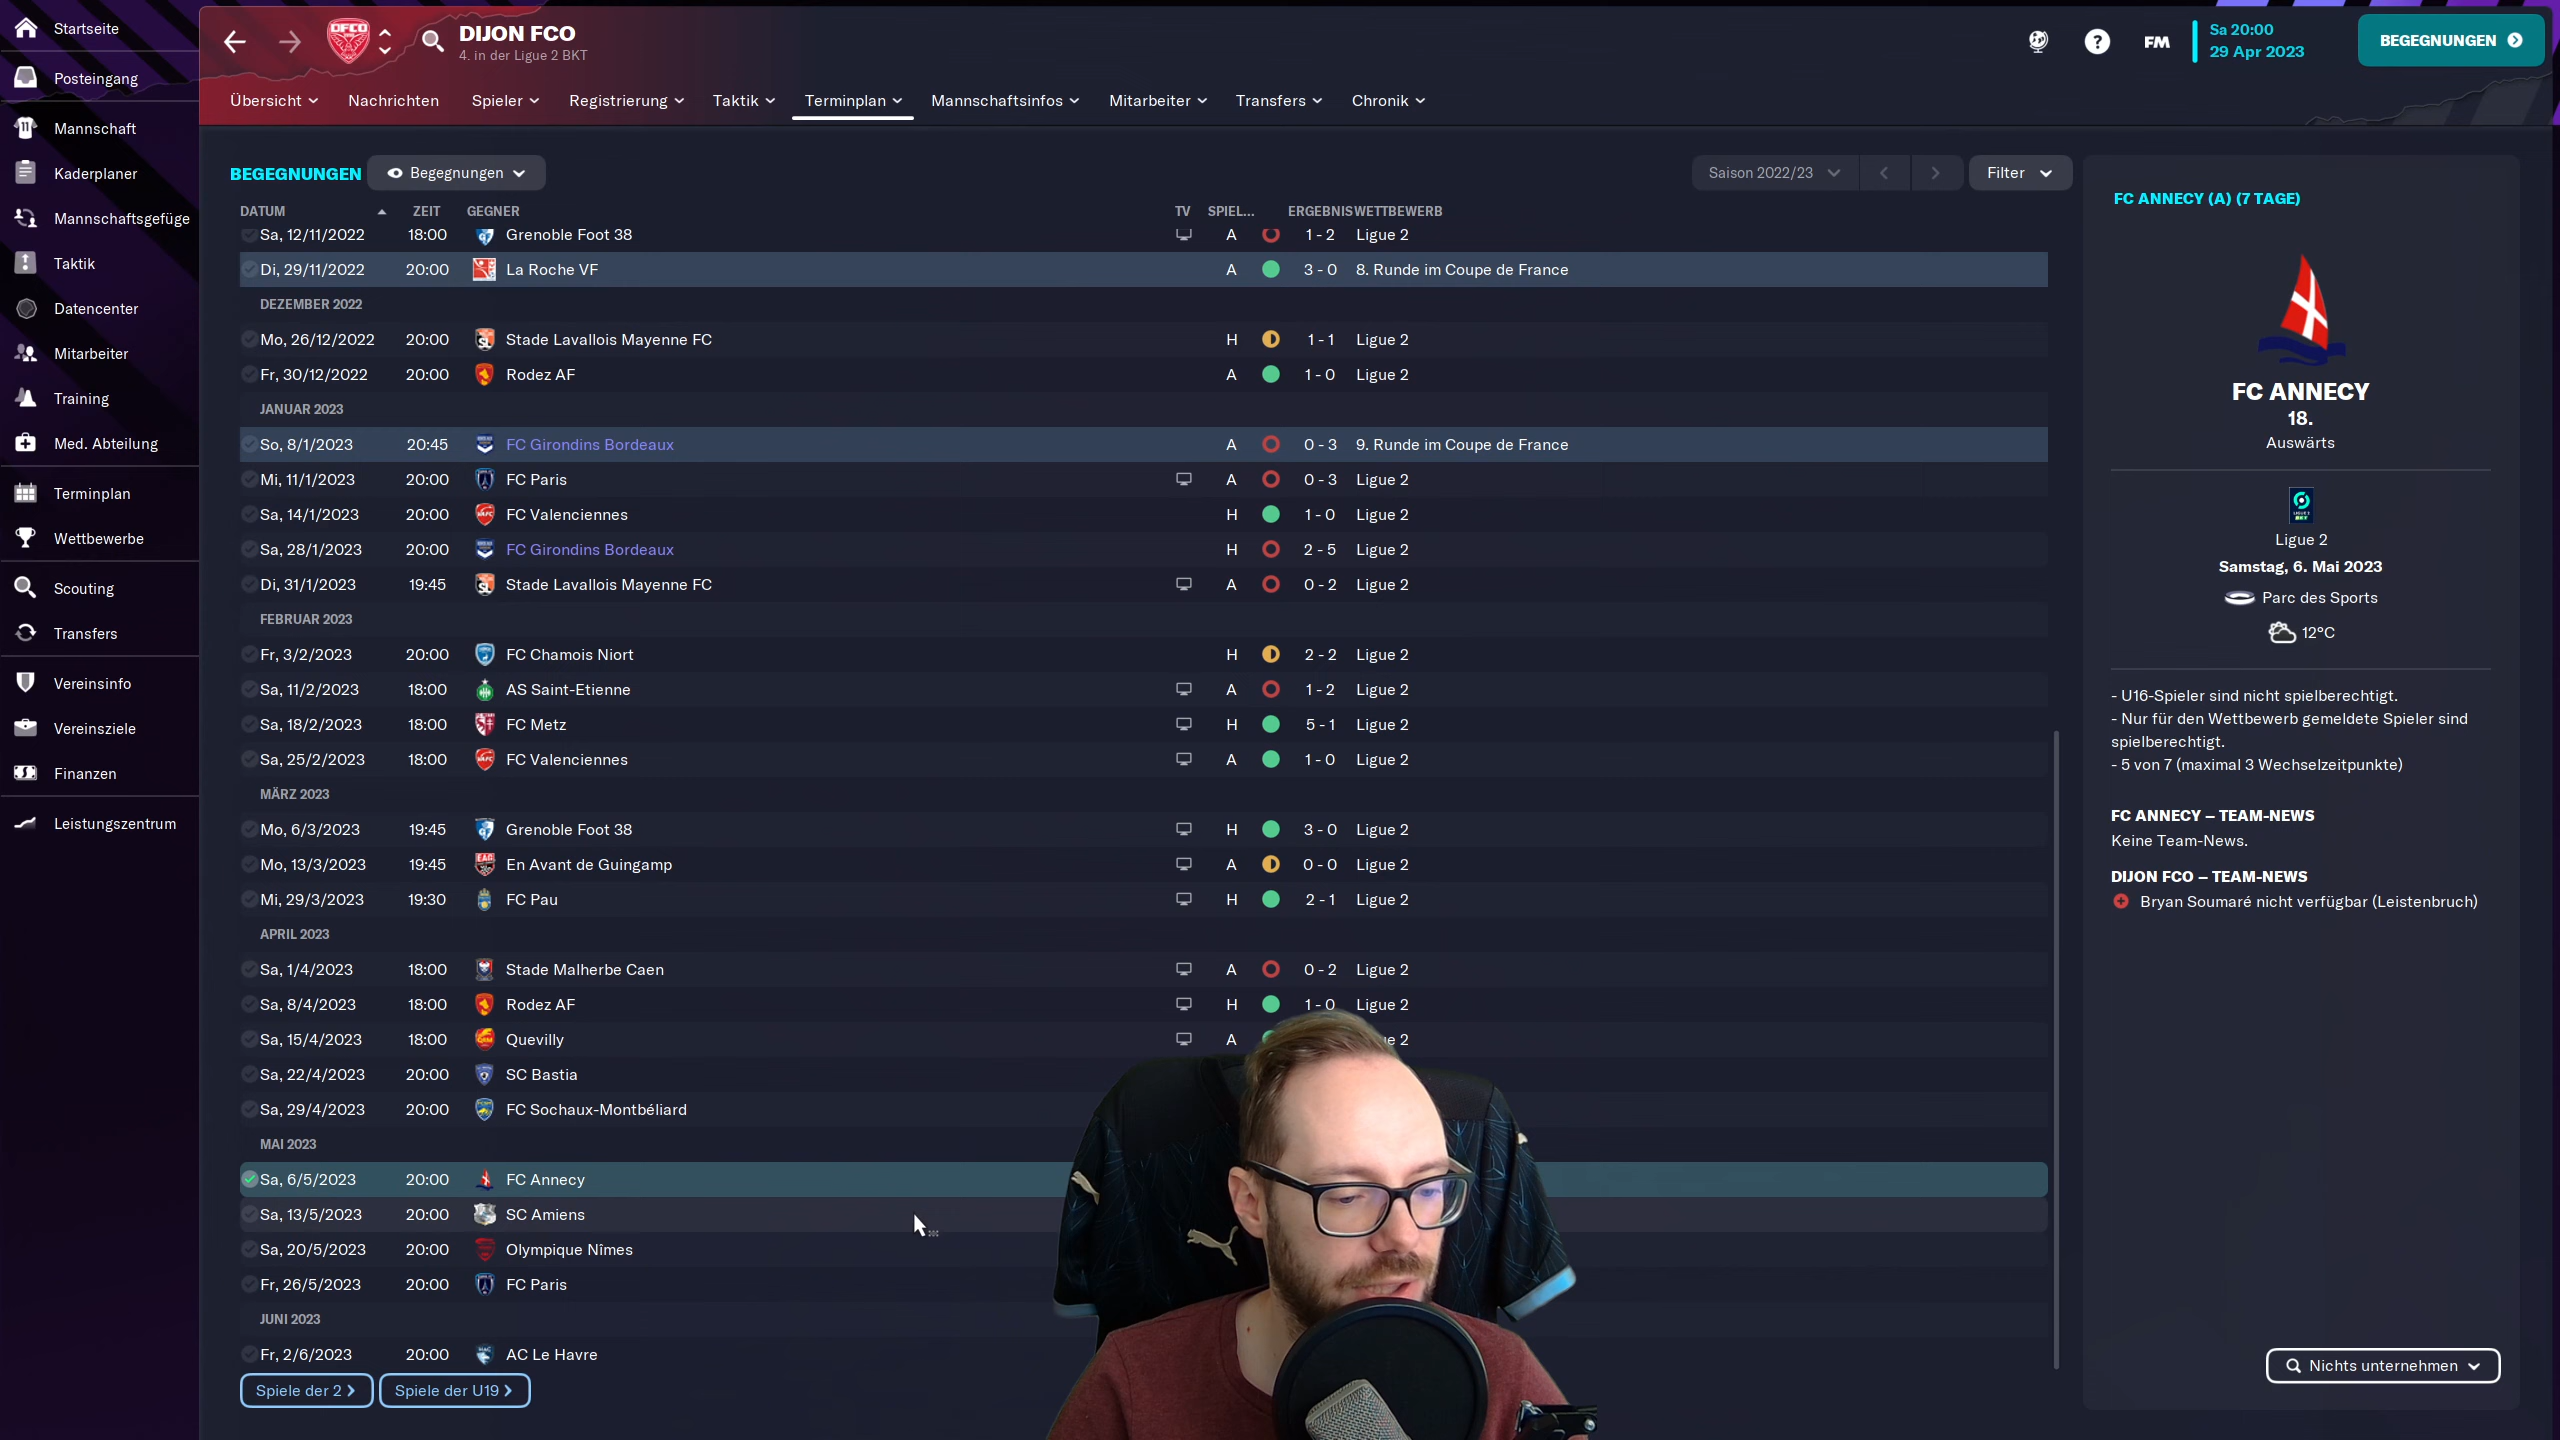 Startseite
Posteingang
Mannschaft
Kaderplaner
Mannschaftsgefüge
Taktik
Datencenter
Mitarbeiter
Training
Med. Abteilung
Terminplan
Wettbewerbe
Scouting
Transfers
Vereinsinfo
Vereinsziele
Finanzen
Leistungszentrum
DFCO
DIJON FCO
4. in der Ligue 2 BKT
?
FM
Sa 20:00
29 Apr 2023
BEGEGNUNGEN
Übersicht Nachrichten Spieler Registrierung Taktik Terminplan Mannschaftsinfos Mitarbeiter Transfers Chronik
BEGEGNUNGEN Begegnungen Saison 2022/23 Filter
DATUM ZEIT GEGNER TV SPIEL... ERGEBNIS WETTBEWERB
Sa, 12/11/2022 18:00 Grenoble Foot 38 A 1 - 2 Ligue 2
Di, 29/11/2022 20:00 La Roche VF A 3 - 0 8. Runde im Coupe de France
DEZEMBER 2022
Mo, 26/12/2022 20:00 Stade Lavallois Mayenne FC H 1 - 1 Ligue 2
Fr, 30/12/2022 20:00 Rodez AF A 1 - 0 Ligue 2
JANUAR 2023
So, 8/1/2023 20:45 FC Girondins Bordeaux A 0 - 3 9. Runde im Coupe de France
Mi, 11/1/2023 20:00 FC Paris A 0 - 3 Ligue 2
Sa, 14/1/2023 20:00 FC Valenciennes H 1 - 0 Ligue 2
Sa, 28/1/2023 20:00 FC Girondins Bordeaux H 2 - 5 Ligue 2
Di, 31/1/2023 19:45 Stade Lavallois Mayenne FC A 0 - 2 Ligue 2
FEBRUAR 2023
Fr, 3/2/2023 20:00 FC Chamois Niort H 2 - 2 Ligue 2
Sa, 11/2/2023 18:00 AS Saint-Etienne A 1 - 2 Ligue 2
Sa, 18/2/2023 18:00 FC Metz H 5 - 1 Ligue 2
Sa, 25/2/2023 18:00 FC Valenciennes A 1 - 0 Ligue 2
MÄRZ 2023
Mo, 6/3/2023 19:45 Grenoble Foot 38 H 3 - 0 Ligue 2
Mo, 13/3/2023 19:45 En Avant de Guingamp A 0 - 0 Ligue 2
Mi, 29/3/2023 19:30 FC Pau H 2 - 1 Ligue 2
APRIL 2023
Sa, 1/4/2023 18:00 Stade Malherbe Caen A 0 - 2 Ligue 2
Sa, 8/4/2023 18:00 Rodez AF H 1 - 0 Ligue 2
Sa, 15/4/2023 18:00 Quevilly A 2
Sa, 22/4/2023 20:00 SC Bastia
Sa, 29/4/2023 20:00 FC Sochaux-Montbéliard
MAI 2023
Sa, 6/5/2023 20:00 FC Annecy
Sa, 13/5/2023 20:00 SC Amiens
Sa, 20/5/2023 20:00 Olympique Nîmes
Fr, 26/5/2023 20:00 FC Paris
JUNI 2023
Fr, 2/6/2023 20:00 AC Le Havre
Spiele der 2 Spiele der U19
FC ANNECY (A) (7 TAGE)
FC ANNECY
18.
Auswärts
Ligue 2
Samstag, 6. Mai 2023
Parc des Sports
12°C
- U16-Spieler sind nicht spielberechtigt.
- Nur für den Wettbewerb gemeldete Spieler sind
spielberechtigt.
- 5 von 7 (maximal 3 Wechselzeitpunkte)
FC ANNECY – TEAM-NEWS
Keine Team-News.
DIJON FCO – TEAM-NEWS
Bryan Soumaré nicht verfügbar (Leistenbruch)
Nichts unternehmen